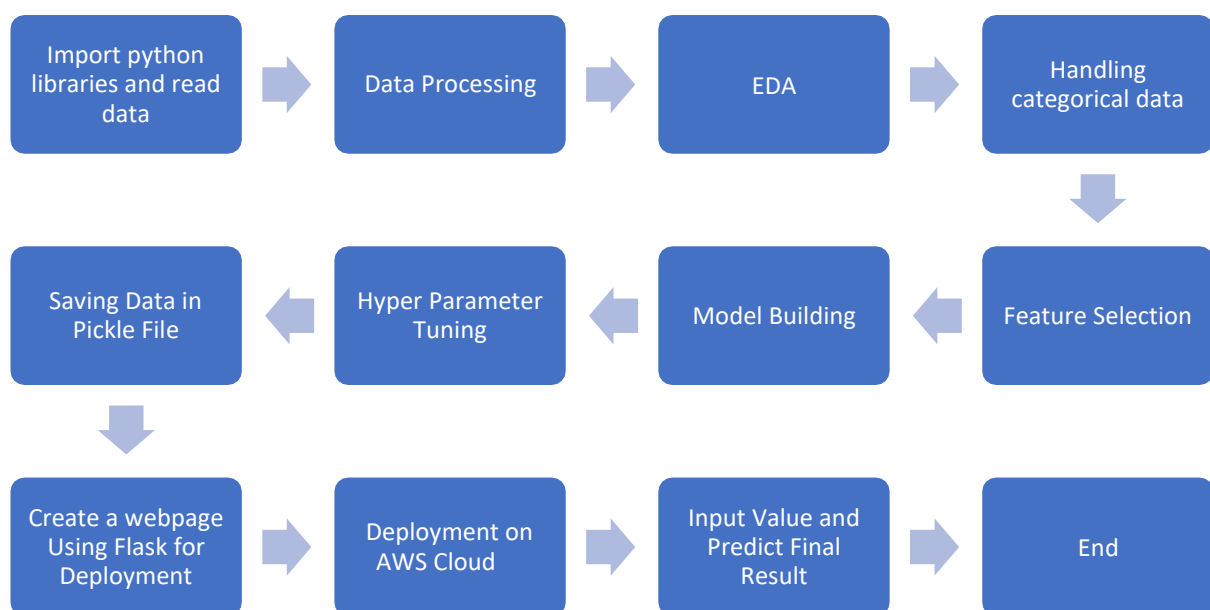 Import python
libraries and read
data
Data Processing
EDA
Handling
categorical data
Feature Selection
Model Building
Hyper Parameter
Tuning
Saving Data in
Pickle File
Create a webpage
Using Flask for
Deployment
Deployment on
AWS Cloud
Input Value and
Predict Final
Result
End